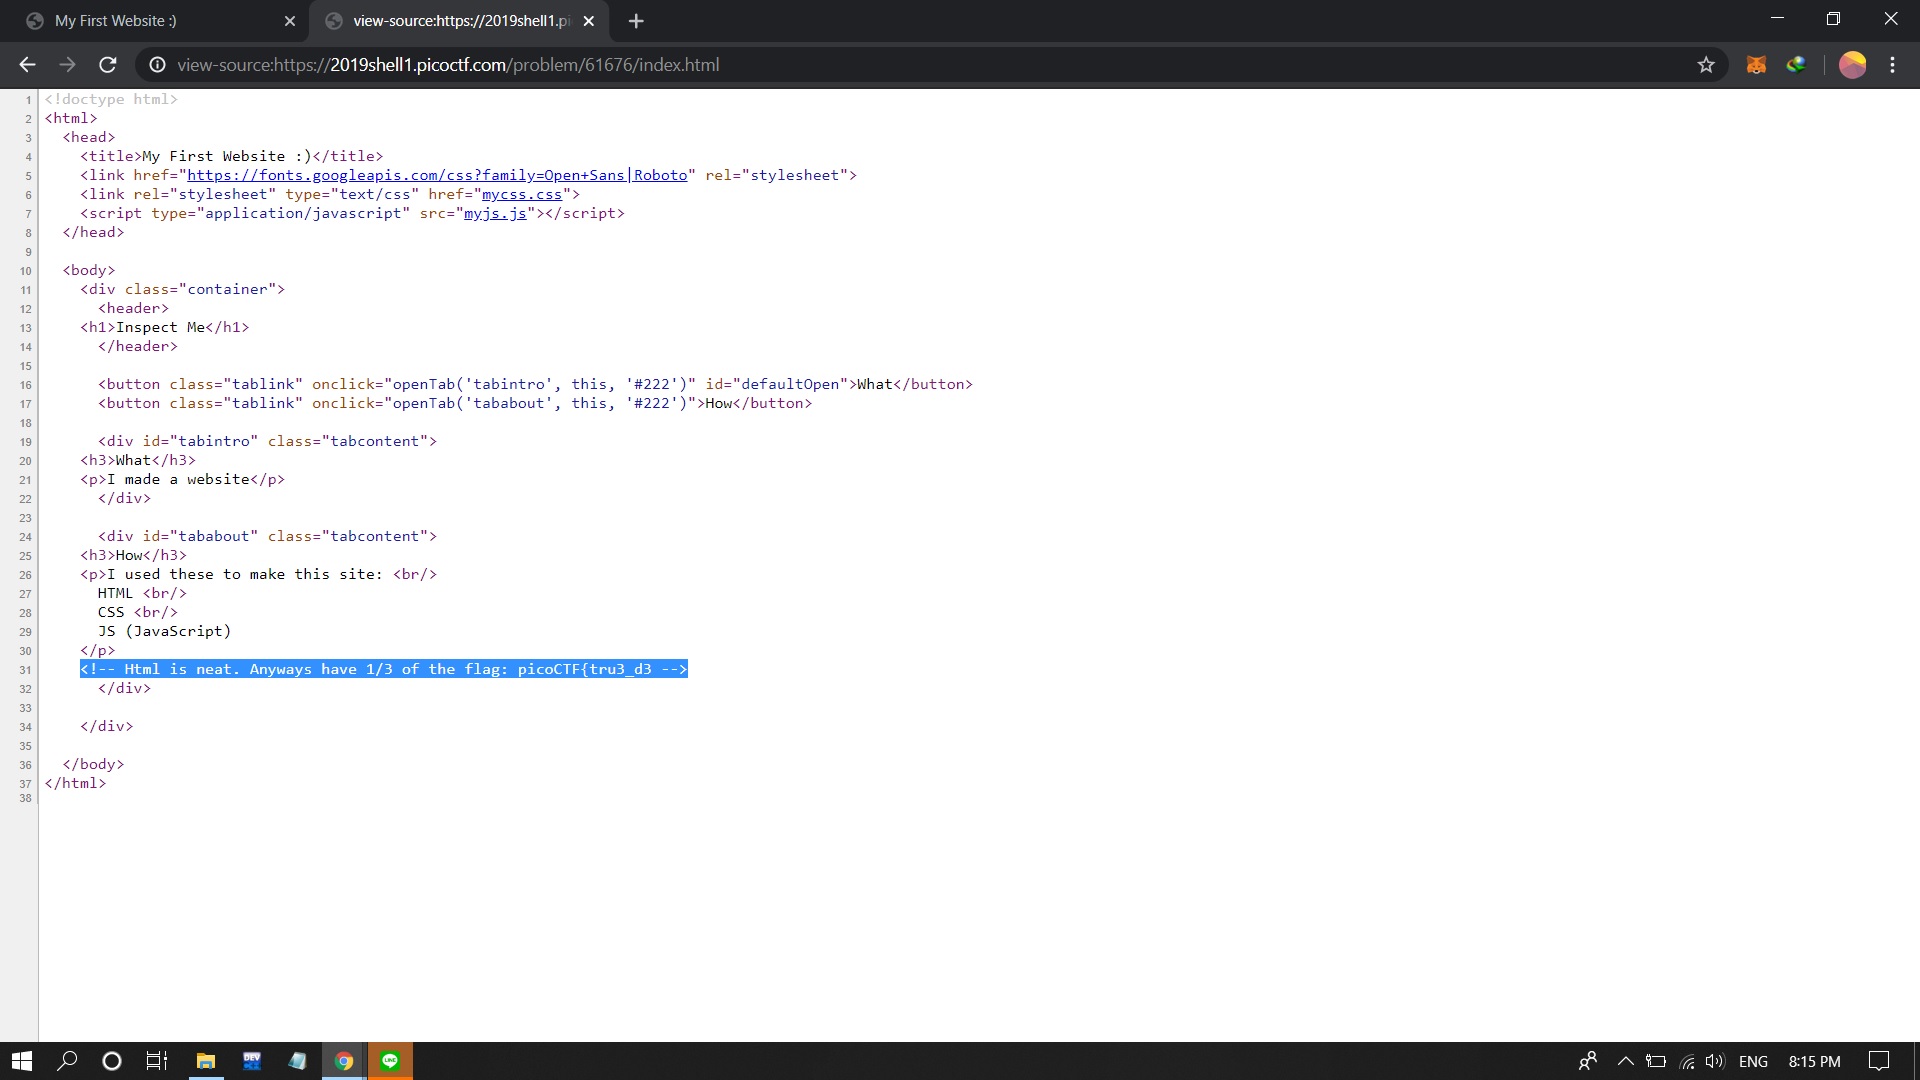 My First Website :)
view-source:https://2019shell1.pi
view-source:https://2019shell1.picoctf.com/problem/61676/index.html
1 <!doctype html>
2 <html>
3 <head>
4 <title>My First Website :)</title>
5 <link href="https://fonts.googleapis.com/css?family=Open+Sans|Roboto" rel="stylesheet">
6 <link rel="stylesheet" type="text/css" href="mycss.css">
7 <script type="application/javascript" src="myjs.js"></script>
8 </head>
9
10 <body>
11 <div class="container">
12 <header>
13 <h1>Inspect Me</h1>
14 </header>
15
16 <button class="tablink" onclick="openTab('tabintro', this, '#222')" id="defaultOpen">What</button>
17 <button class="tablink" onclick="openTab('tababout', this, '#222')">How</button>
18
19 <div id="tabintro" class="tabcontent">
20 <h3>What</h3>
21 <p>I made a website</p>
22 </div>
23
24 <div id="tababout" class="tabcontent">
25 <h3>How</h3>
26 <p>I used these to make this site: <br/>
27 HTML <br/>
28 CSS <br/>
29 JS (JavaScript)
30 </p>
31 <!-- Html is neat. Anyways have 1/3 of the flag: picoCTF{tru3_d3 -->
32 </div>
33
34 </div>
35
36 </body>
37 </html>
38
DEV
LINE
ENG
8:15 PM